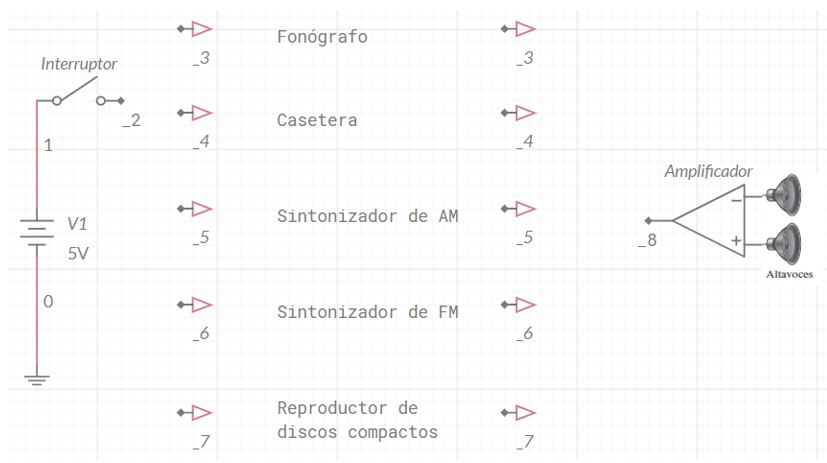 _3
Fonógrafo
_3
Interruptor
_2
_4
Casetera
_4
1
Amplificador
_5
Sintonizador de AM
_5
V1
5V
_8
Altavoces
0
_6
Sintonizador de FM
_6
_7
Reproductor de
discos compactos
_7